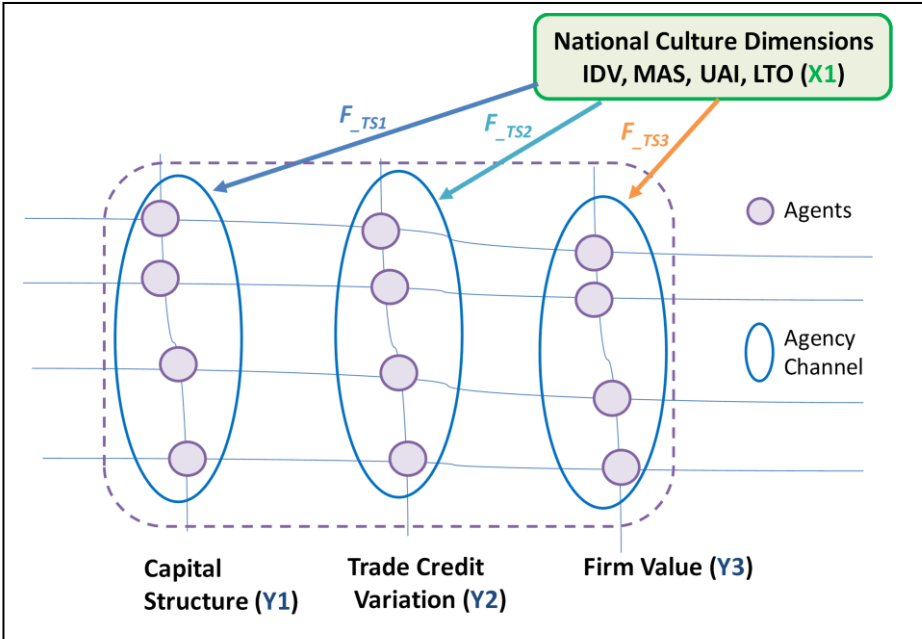 National Culture Dimensions
IDV, MAS, UAI, LTO (X1)
F_TS1
F_TS2
F_TS3
Agents
Agency
Channel
Capital
Structure (Y1)
Trade Credit
Variation (Y2)
Firm Value (Y3)